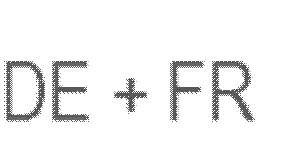 DE + FR